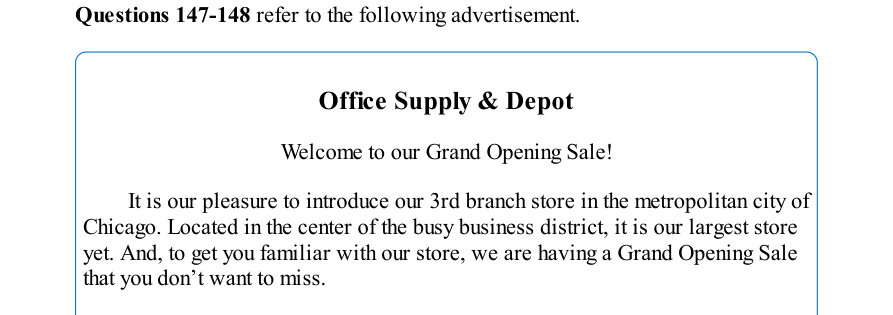 Questions 147-148 refer to the following advertisement.
Office Supply & Depot
Welcome to our Grand Opening Sale!
It is our pleasure to introduce our 3rd branch store in the metropolitan city of
Chicago. Located in the center of the busy business district, it is our largest store
yet. And, to get you familiar with our store, we are having a Grand Opening Sale
that you don’t want to miss.